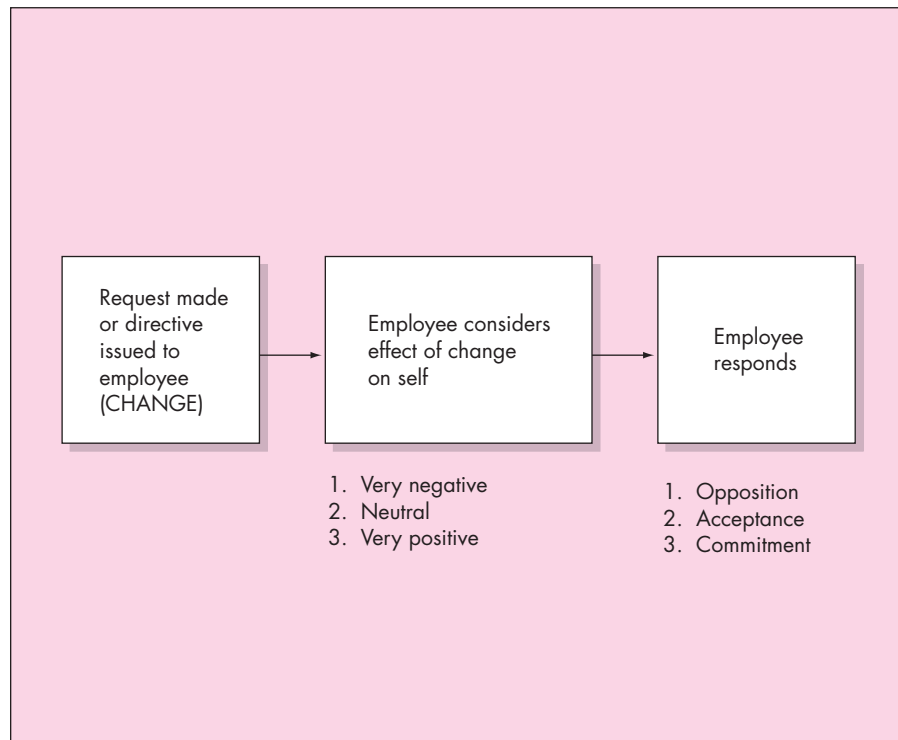 Request made
or directive
issued to
employee
(CHANGE)
Employee considers
effect of change
on self
Employee
responds
1. Very negative
2. Neutral
3. Very positive
1. Opposition
2. Acceptance
3. Commitment